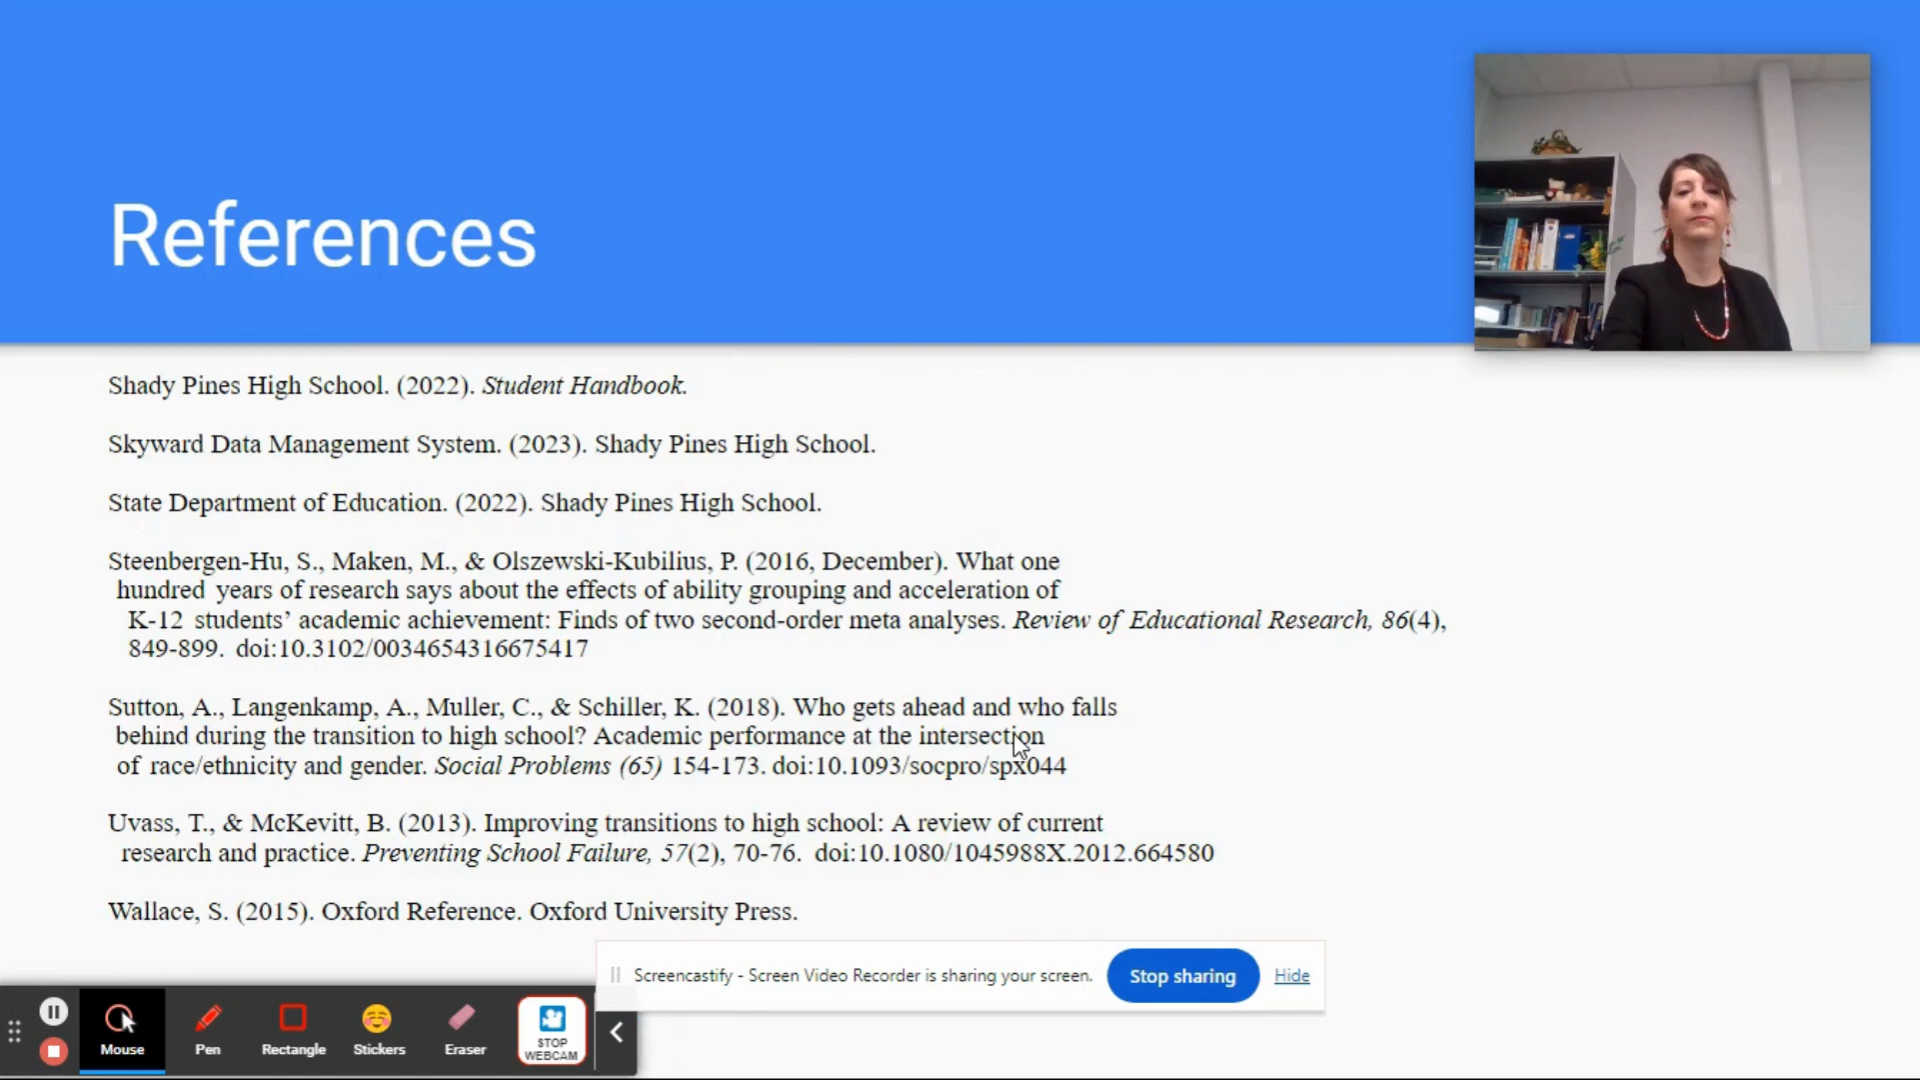 References
Shady Pines High School. (2022). Student Handbook.
Skyward Data Management System. (2023). Shady Pines High School.
State Department of Education. (2022). Shady Pines High School.
Steenbergen-Hu, S., Maken, M., & Olszewski-Kubilius, P. (2016, December). What one
hundred years of research says about the effects of ability grouping and acceleration of
K-12 students’ academic achievement: Finds of two second-order meta analyses. Review of Educational Research, 86(4),
849-899. doi:10.3102/0034654316675417
Sutton, A., Langenkamp, A., Muller, C., & Schiller, K. (2018). Who gets ahead and who falls
behind during the transition to high school? Academic performance at the intersection
of race/ethnicity and gender. Social Problems (65) 154-173. doi:10.1093/socpro/spx044
Uvass, T., & McKevitt, B. (2013). Improving transitions to high school: A review of current
research and practice. Preventing School Failure, 57(2), 70-76. doi:10.1080/1045988X.2012.664580
Wallace, S. (2015). Oxford Reference. Oxford University Press.
Screencastify - Screen Video Recorder is sharing your screen. Stop sharing Hide
Mouse Pen Rectangle Stickers Eraser STOP
WEBCAM